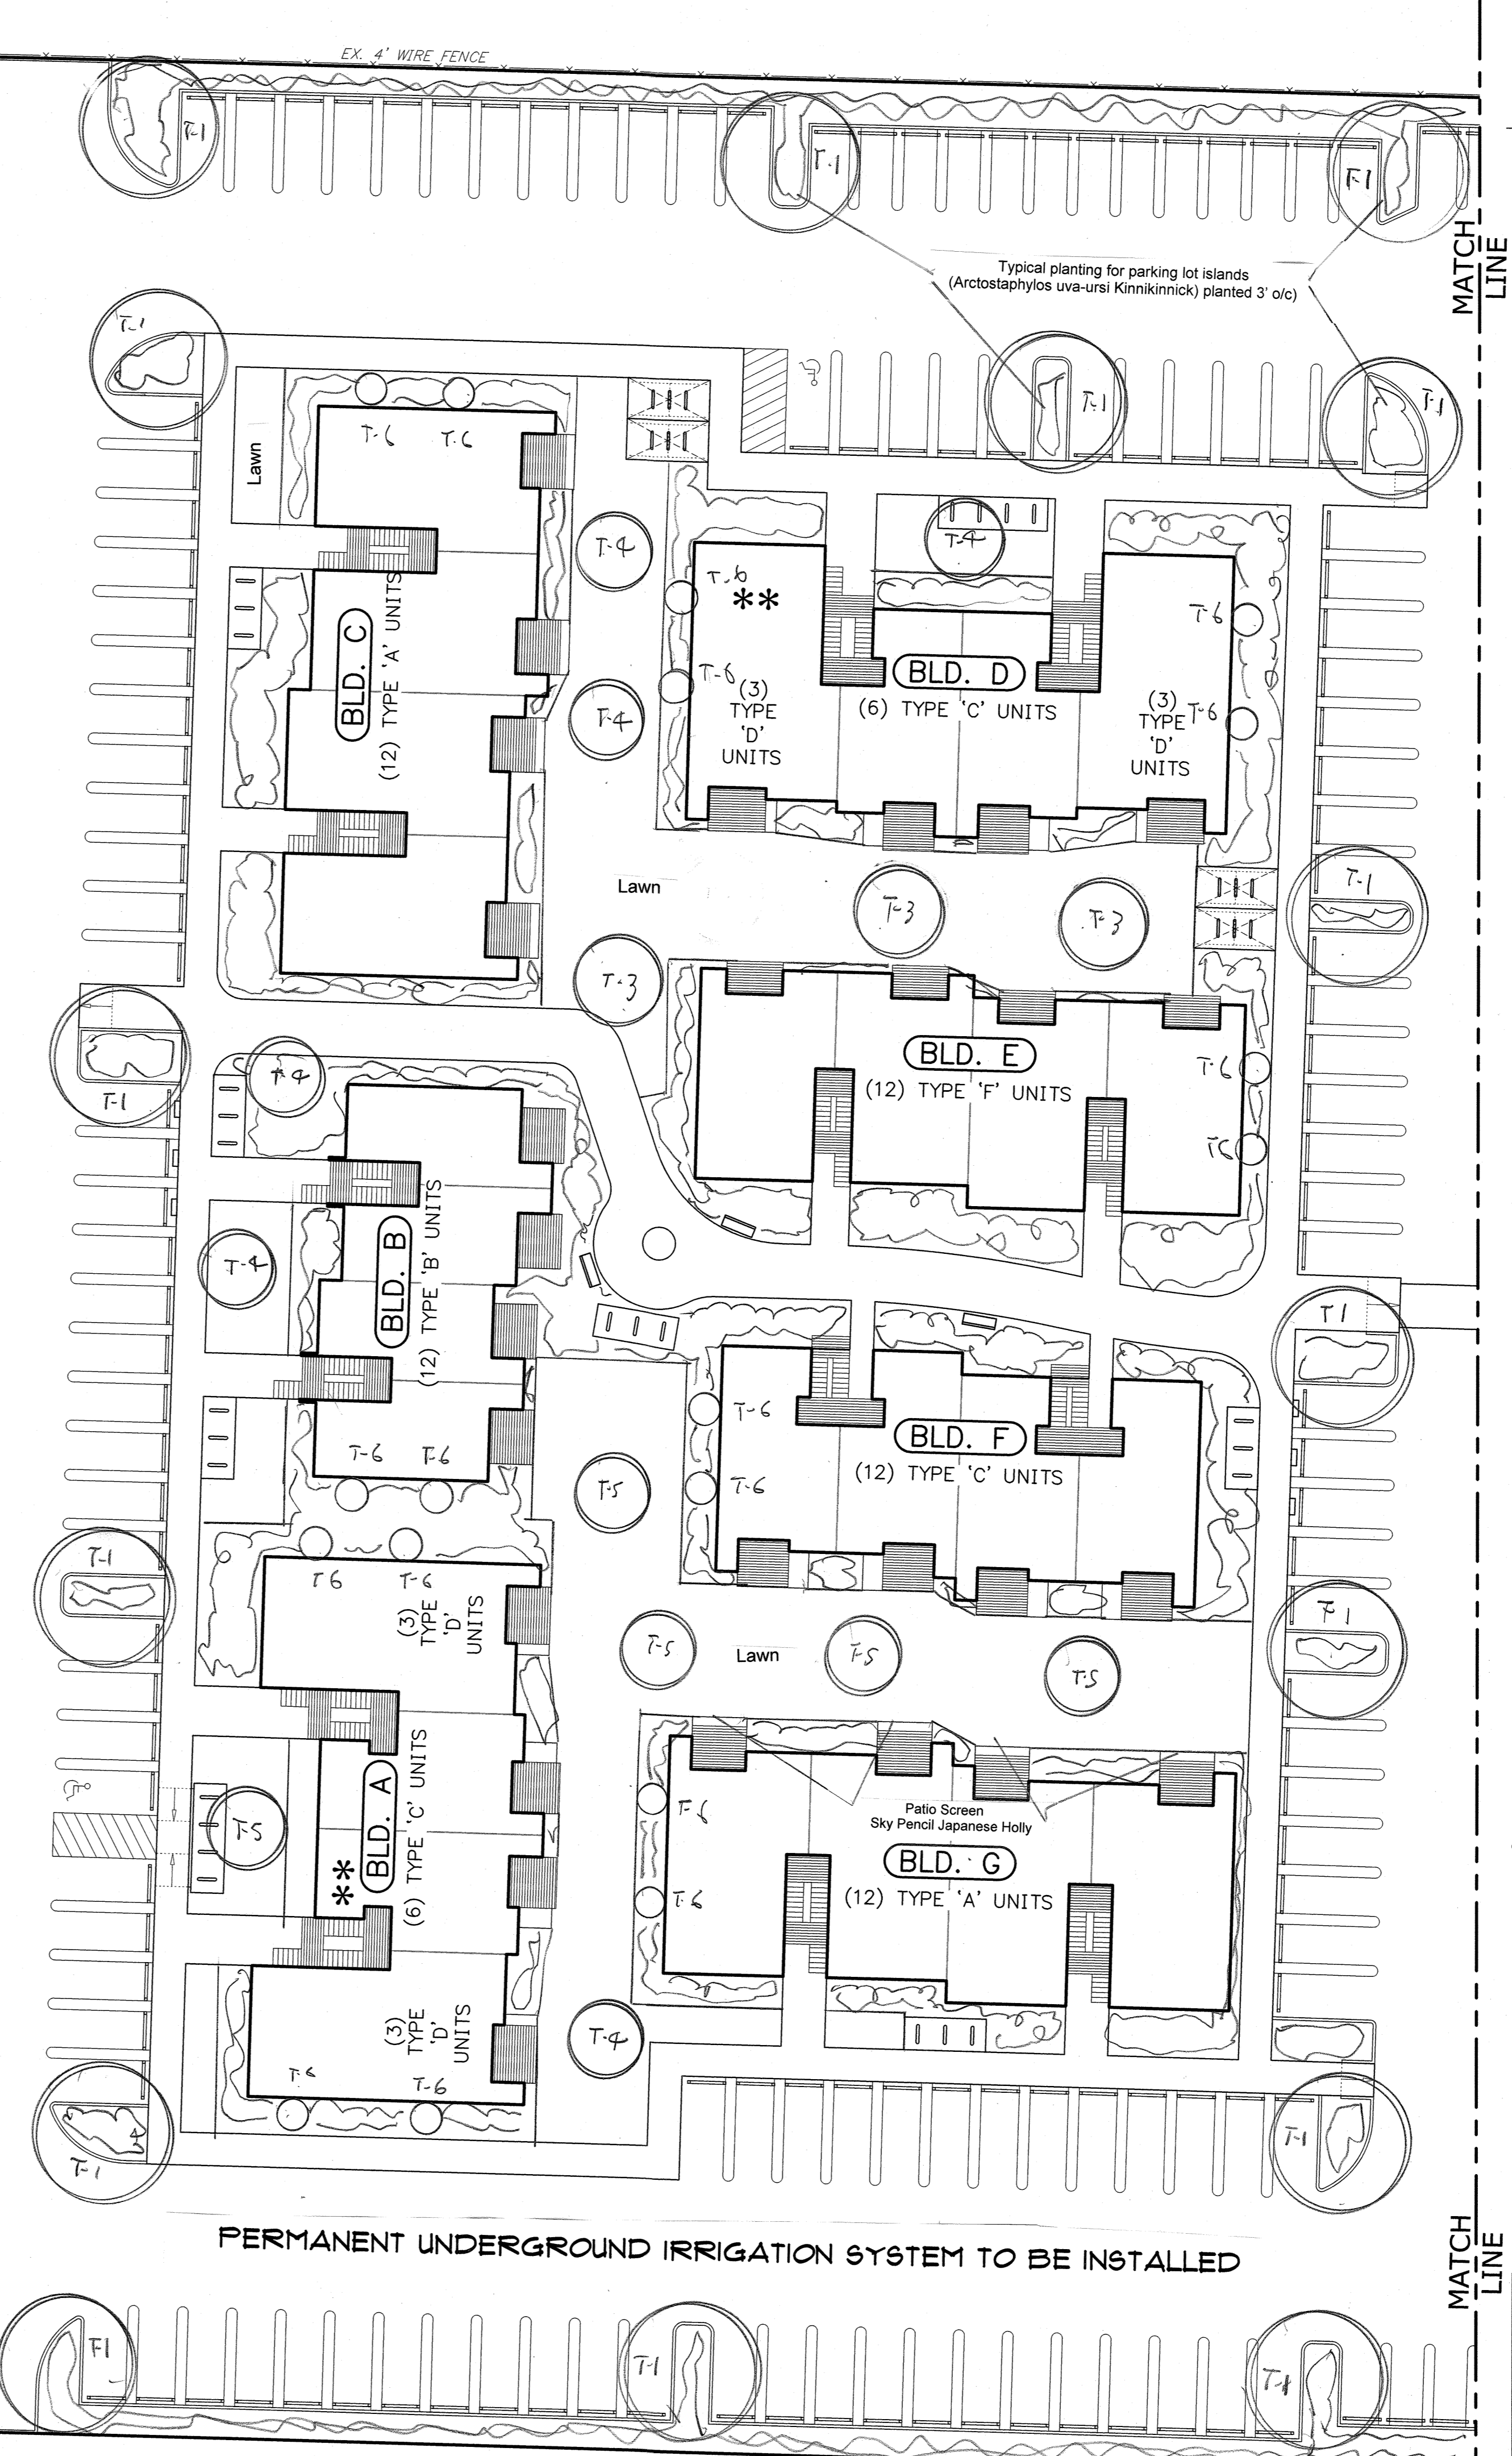 EX. 4' WIRE FENCE
T-1
T-1
T-1
MATCH
LINE
Typical planting for parking lot islands
(Arctostaphylos uva-ursi Kinnikinnick) planted 3' o/c)
T-1
T-1
T-1
Lawn
T-6
T-6
T-4
T-4
T-6
**
T-6
BLD. C
(12) TYPE 'A' UNITS
T-4
T-6
(3)
TYPE
'D'
UNITS
BLD. D
(6) TYPE 'C' UNITS
(3)
TYPE
'D'
UNITS
T-6
Lawn
T-3
T-3
T-1
T-3
BLD. E
(12) TYPE 'F' UNITS
T-6
T6
T-1
T-4
T-4
BLD. B
(12) TYPE 'B' UNITS
T1
T-6
T-6
BLD. F
(12) TYPE 'C' UNITS
T-6
T-6
T-5
T-1
T6
T-6
(3)
TYPE
'D'
UNITS
T-5
Lawn
T-5
T-5
T-1
T-5
BLD. A
**
(6) TYPE 'C' UNITS
T-6
T-6
Patio Screen
Sky Pencil Japanese Holly
BLD. G
(12) TYPE 'A' UNITS
(3)
TYPE
'D'
UNITS
T-6
T-6
T-4
T-1
T-1
PERMANENT UNDERGROUND IRRIGATION SYSTEM TO BE INSTALLED
MATCH
LINE
T-1
T-1
T-1